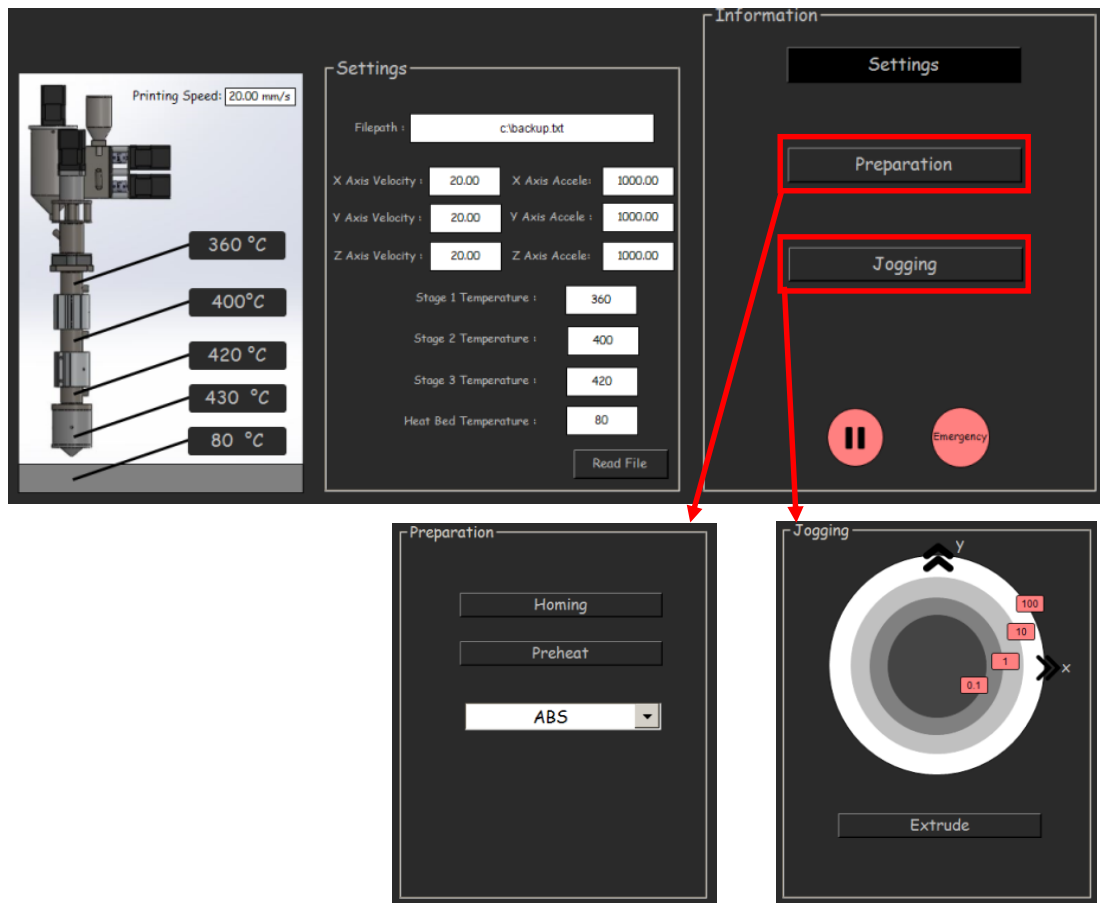 Printing Speed: 20.00 mm/s
360 °C
400°C
420 °C
430 °C
80 °C
Settings
Filepath : c:\backup.txt
X Axis Velocity : 20.00 X Axis Accele: 1000.00
Y Axis Velocity : 20.00 Y Axis Accele : 1000.00
Z Axis Velocity : 20.00 Z Axis Accele: 1000.00
Stage 1 Temperature : 360
Stage 2 Temperature : 400
Stage 3 Temperature : 420
Heat Bed Temperature : 80
Read File
Information
Settings
Preparation
Jogging
Emergency
Preparation
Homing
Preheat
ABS
Jogging
y
100
10
1
x
0.1
Extrude